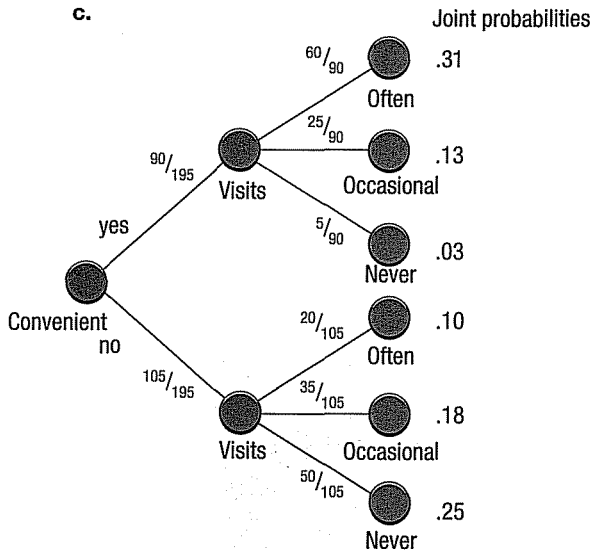 c.
Joint probabilities
60/90
.31
Often
25/90
.13
90/195
Visits
Occasional
yes
5/90
.03
Never
Convenient
no
20/105
.10
Often
105/195
35/105
.18
Visits
Occasional
50/105
.25
Never